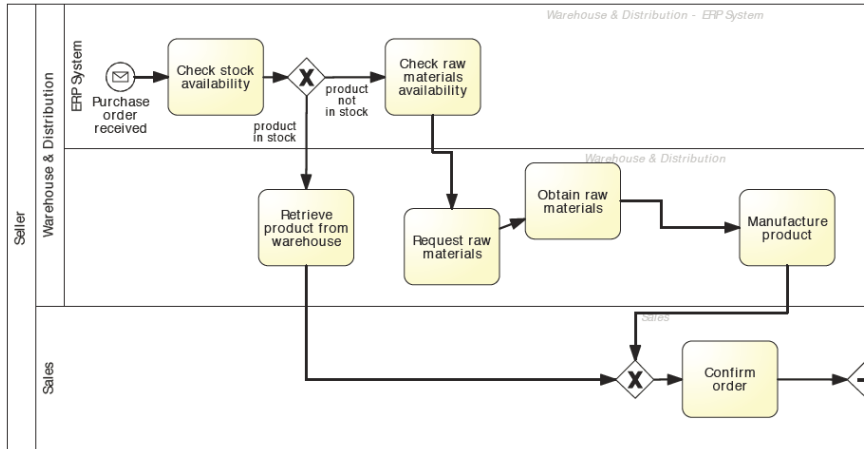 Warehouse & Distribution - ERP System
Seller
Warehouse & Distribution
ERP System
Purchase
order
received
Check stock
availability
product
not
in stock
product
in stock
Check raw
materials
availability
Warehouse & Distribution
Retrieve
product from
warehouse
Request raw
materials
Obtain raw
materials
Manufacture
product
Sales
Sales
Confirm
order